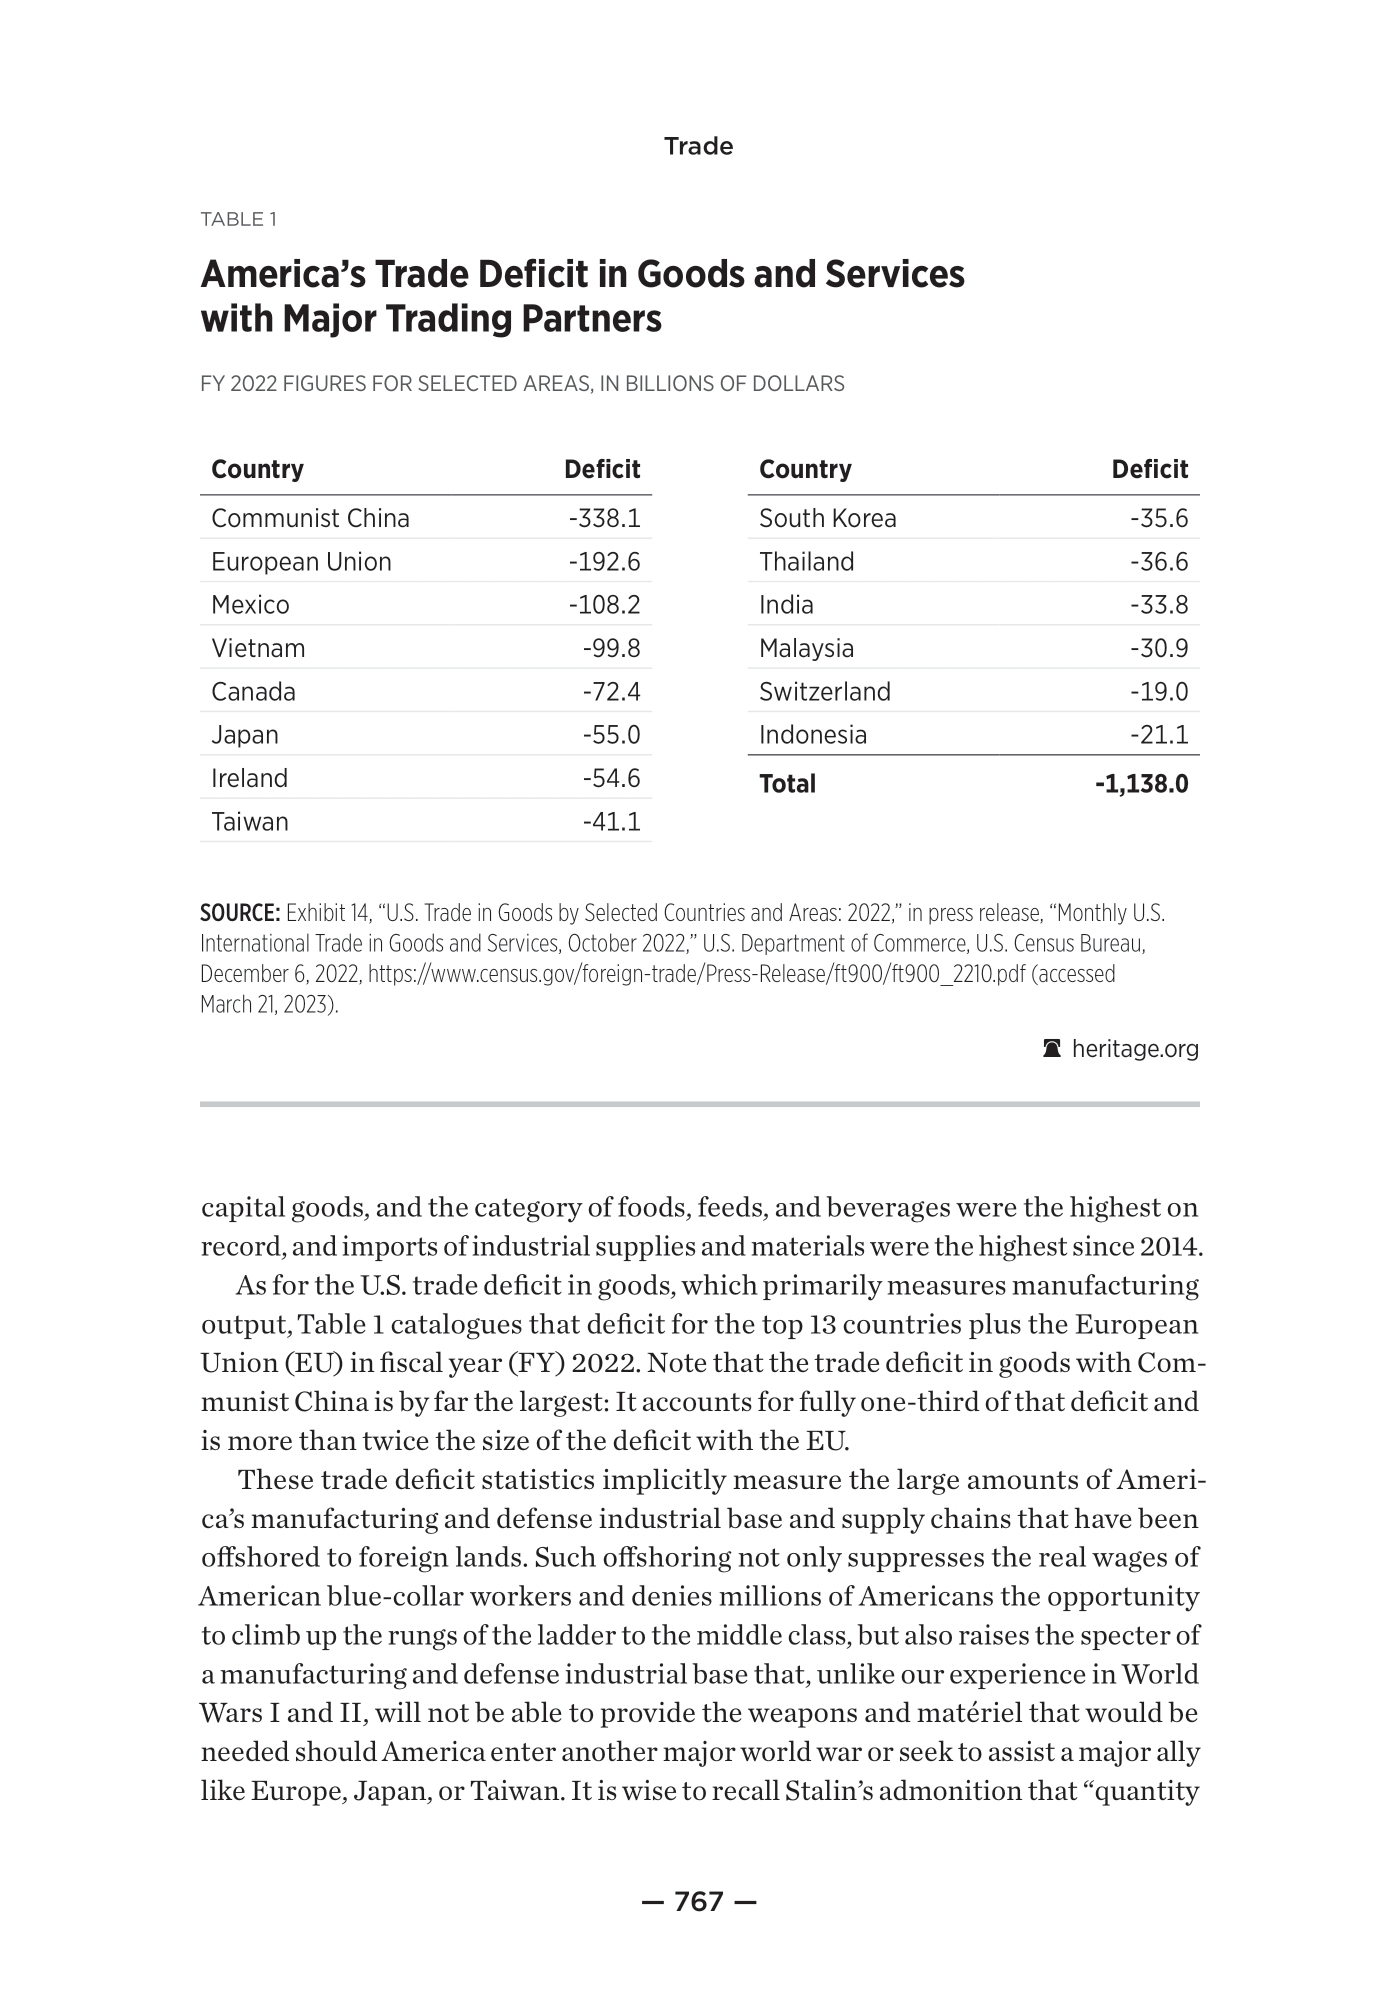 Trade
TABLE 1
America’s Trade Deficit in Goods and Services
with Major Trading Partners
FY 2022 FIGURES FOR SELECTED AREAS, IN BILLIONS OF DOLLARS
Country Deficit
Communist China -338.1
European Union -192.6
Mexico -108.2
Vietnam -99.8
Canada -72.4
Japan -55.0
Ireland -54.6
Taiwan -41.1
Country Deficit
South Korea -35.6
Thailand -36.6
India -33.8
Malaysia -30.9
Switzerland -19.0
Indonesia -21.1
Total -1,138.0
SOURCE: Exhibit 14, “U.S. Trade in Goods by Selected Countries and Areas: 2022,” in press release, “Monthly U.S.
International Trade in Goods and Services, October 2022,” U.S. Department of Commerce, U.S. Census Bureau,
December 6, 2022, https://www.census.gov/foreign-trade/Press-Release/ft900/ft900_2210.pdf (accessed
March 21, 2023).
heritage.org
capital goods, and the category of foods, feeds, and beverages were the highest on
record, and imports of industrial supplies and materials were the highest since 2014.
As for the U.S. trade deficit in goods, which primarily measures manufacturing
output, Table 1 catalogues that deficit for the top 13 countries plus the European
Union (EU) in fiscal year (FY) 2022. Note that the trade deficit in goods with Com-
munist China is by far the largest: It accounts for fully one-third of that deficit and
is more than twice the size of the deficit with the EU.
These trade deficit statistics implicitly measure the large amounts of Ameri-
ca’s manufacturing and defense industrial base and supply chains that have been
offshored to foreign lands. Such offshoring not only suppresses the real wages of
American blue-collar workers and denies millions of Americans the opportunity
to climb up the rungs of the ladder to the middle class, but also raises the specter of
a manufacturing and defense industrial base that, unlike our experience in World
Wars I and II, will not be able to provide the weapons and matériel that would be
needed should America enter another major world war or seek to assist a major ally
like Europe, Japan, or Taiwan. It is wise to recall Stalin’s admonition that “quantity
— 767 —